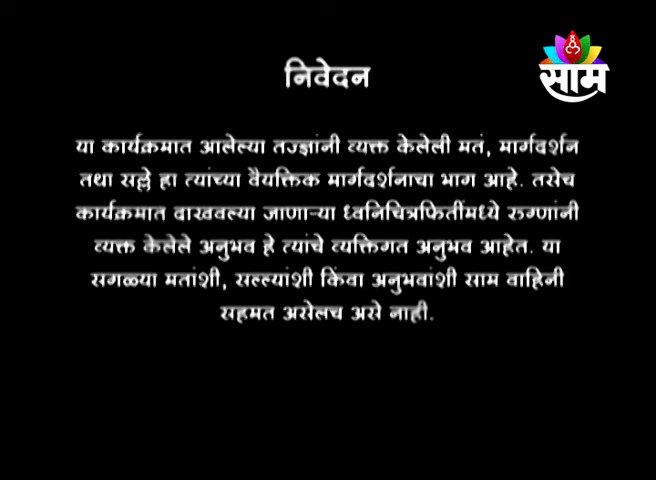 साम
निवेदन
या कार्यक्रमात आलेल्या तज्ज्ञांनी व्यक्त केलेली मतं, मार्गदर्शन
तथा सल्ले हा त्यांच्या वैयक्तिक मार्गदर्शनाचा भाग आहे. तसेच
कार्यक्रमात दाखवल्या जाणाऱ्या ध्वनिचित्रफितींमध्ये रुग्णांनी
व्यक्त केलेले अनुभव हे त्यांचे व्यक्तिगत अनुभव आहेत. या
सगळ्या मतांशी, सल्ल्यांशी किंवा अनुभवांशी साम वाहिनी
सहमत असेलच असे नाही.